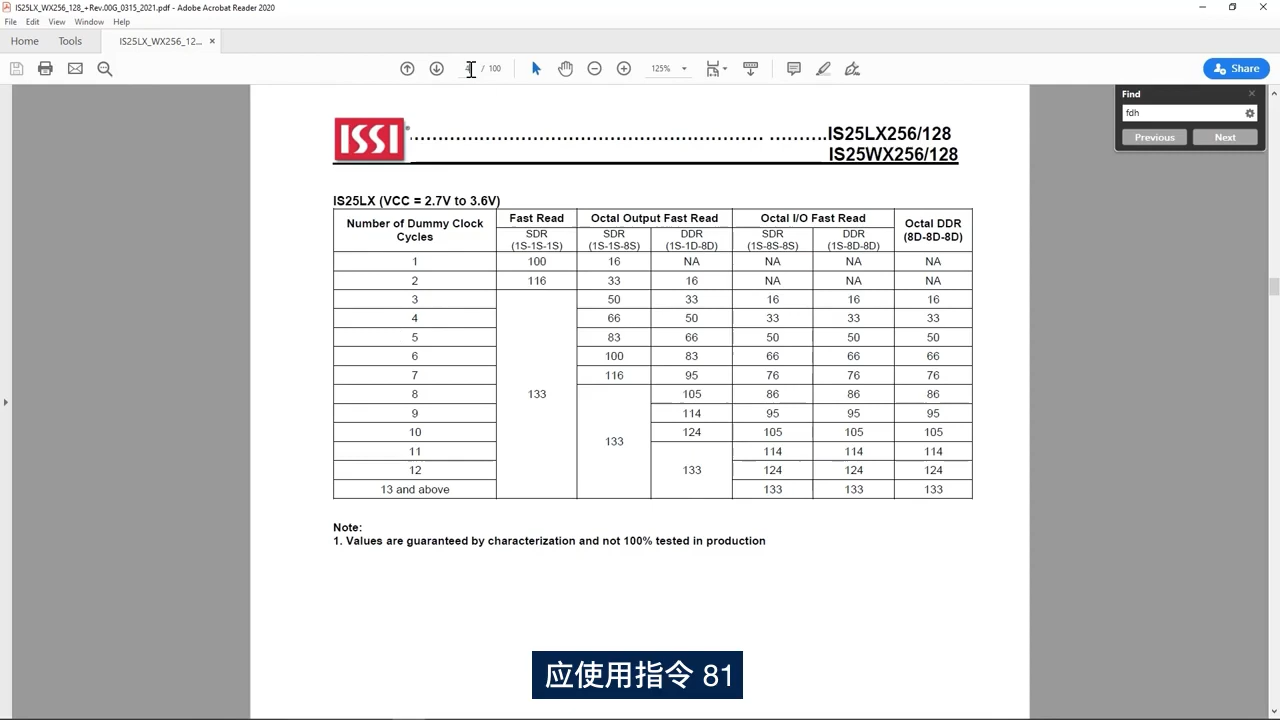 IS25LX_WX256_128_+Rev.00G_0315_2021.pdf - Adobe Acrobat Reader 2020
File Edit View Window Help
Home Tools IS25LX_WX256_12... ×
/ 100 125% Share
Find
fdh
Previous Next
ISSI® IS25LX256/128
IS25WX256/128
IS25LX (VCC = 2.7V to 3.6V)
Number of Dummy Clock Cycles Fast Read Octal Output Fast Read Octal I/O Fast Read Octal DDR (8D-8D-8D)
SDR (1S-1S-1S) SDR (1S-1S-8S) DDR (1S-1D-8D) SDR (1S-8S-8S) DDR (1S-8D-8D)
1 100 16 NA NA NA NA
2 116 33 16 NA NA NA
3 50 33 16 16 16
4 66 50 33 33 33
5 83 66 50 50 50
6 100 83 66 66 66
7 116 95 76 76 76
8 133 105 86 86 86
9 114 95 95 95
10 133 124 105 105 105
11 114 114 114
12 133 124 124 124
13 and above 133 133 133
Note:
1. Values are guaranteed by characterization and not 100% tested in production
应使用指令 81